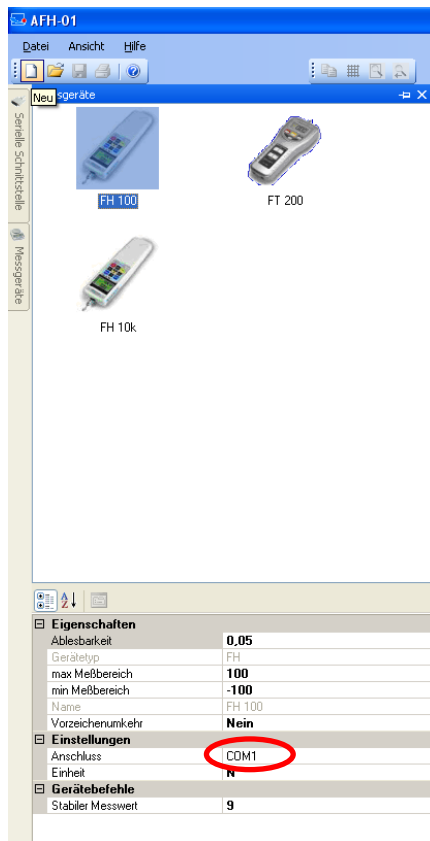 AFH-01
Datei Ansicht Hilfe
Neu
sgeräte
Serielle Schnittstelle
Messgeräte
FH 100
FT 200
FH 10k
Eigenschaften
Ablesbarkeit 0,05
Gerätetyp FH
max Meßbereich 100
min Meßbereich -100
Name FH 100
Vorzeichenumkehr Nein
Einstellungen
Anschluss COM1
Einheit N
Gerätebefehle
Stabiler Messwert 9